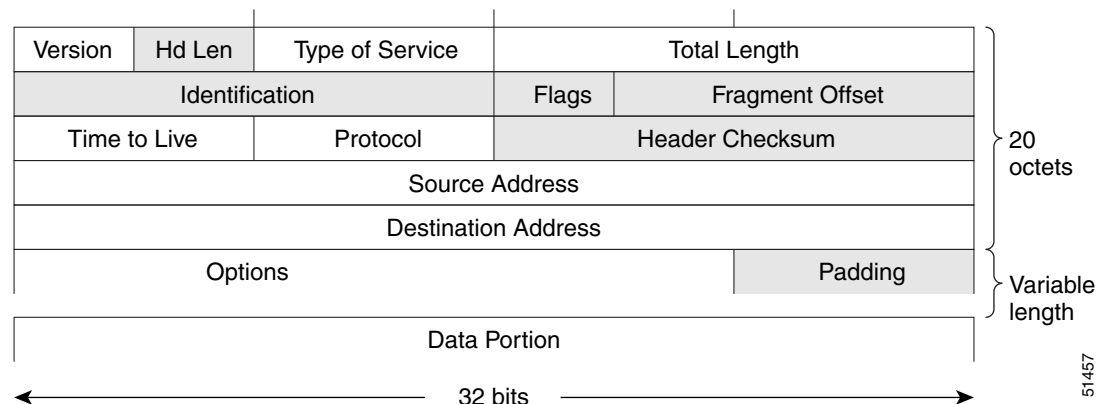 Version Hd Len Type of Service Total Length
Identification Flags Fragment Offset
Time to Live Protocol Header Checksum
20
octets
Source Address
Destination Address
Options Padding
Variable
length
Data Portion
32 bits
51457